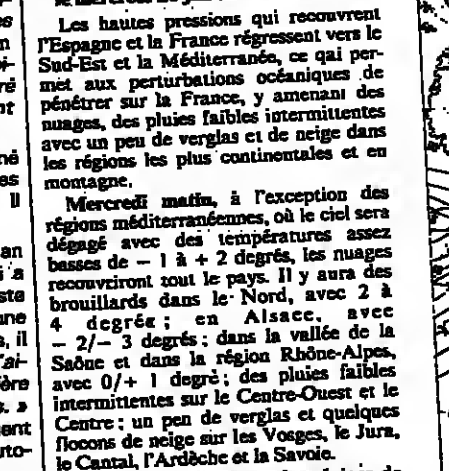 Les hautes pressions qui recouvrent
l'Espagne et la France régressent vers le
Sud-Est et la Méditerranée, ce qui per-
met aux perturbations océaniques de
pénétrer sur la France, y amenant des
nuages, des pluies faibles intermittentes
avec un peu de verglas et de neige dans
les régions les plus continentales et en
montagne.
Mercredi matin, à l'exception des
régions méditerranéennes, où le ciel sera
dégagé avec des températures assez
basses de – 1 à + 2 degrés, les nuages
recouvriront tout le pays. Il y aura des
brouillards dans le Nord, avec 2 à
4 degrés ; en Alsace, avec
– 2/– 3 degrés ; dans la vallée de la
Saône et dans la région Rhône-Alpes,
avec 0/+ 1 degré ; des pluies faibles
intermittentes sur le Centre-Ouest et le
Centre ; un peu de verglas et quelques
flocons de neige sur les Vosges, le Jura,
le Cantal, l'Ardèche et la Savoie.